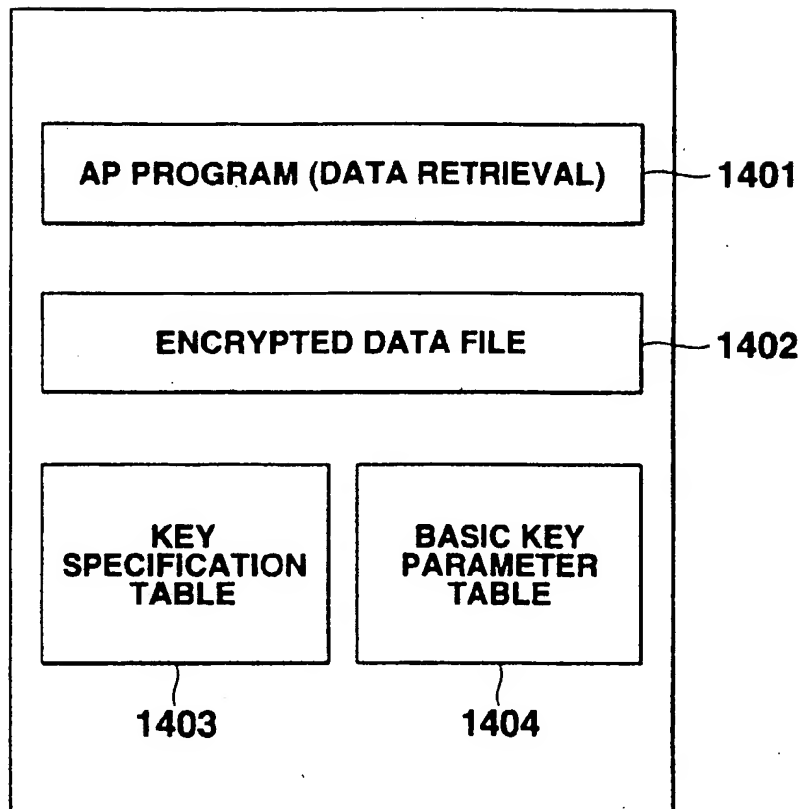 AP PROGRAM (DATA RETRIEVAL)
1401
ENCRYPTED DATA FILE
1402
KEY
SPECIFICATION
TABLE
BASIC KEY
PARAMETER
TABLE
1403
1404